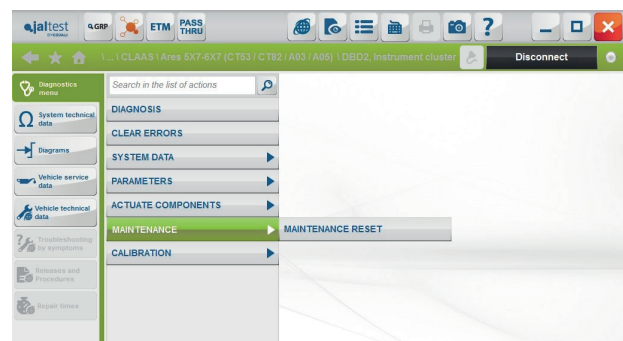 jaltest
GRP
ETM
PASS
THRU
?
\ ... \ CLAAS \ Ares 5X7-6X7 (CT53 / CT82 / A03 / A05) \ DBD2, Instrument cluster
Disconnect
Diagnostics
menu
Search in the list of actions
System technical
data
Diagrams
Vehicle service
data
Vehicle technical
data
Troubleshooting
by symptoms
Releases and
Procedures
Repair times
DIAGNOSIS
CLEAR ERRORS
SYSTEM DATA
PARAMETERS
ACTUATE COMPONENTS
MAINTENANCE
MAINTENANCE RESET
CALIBRATION